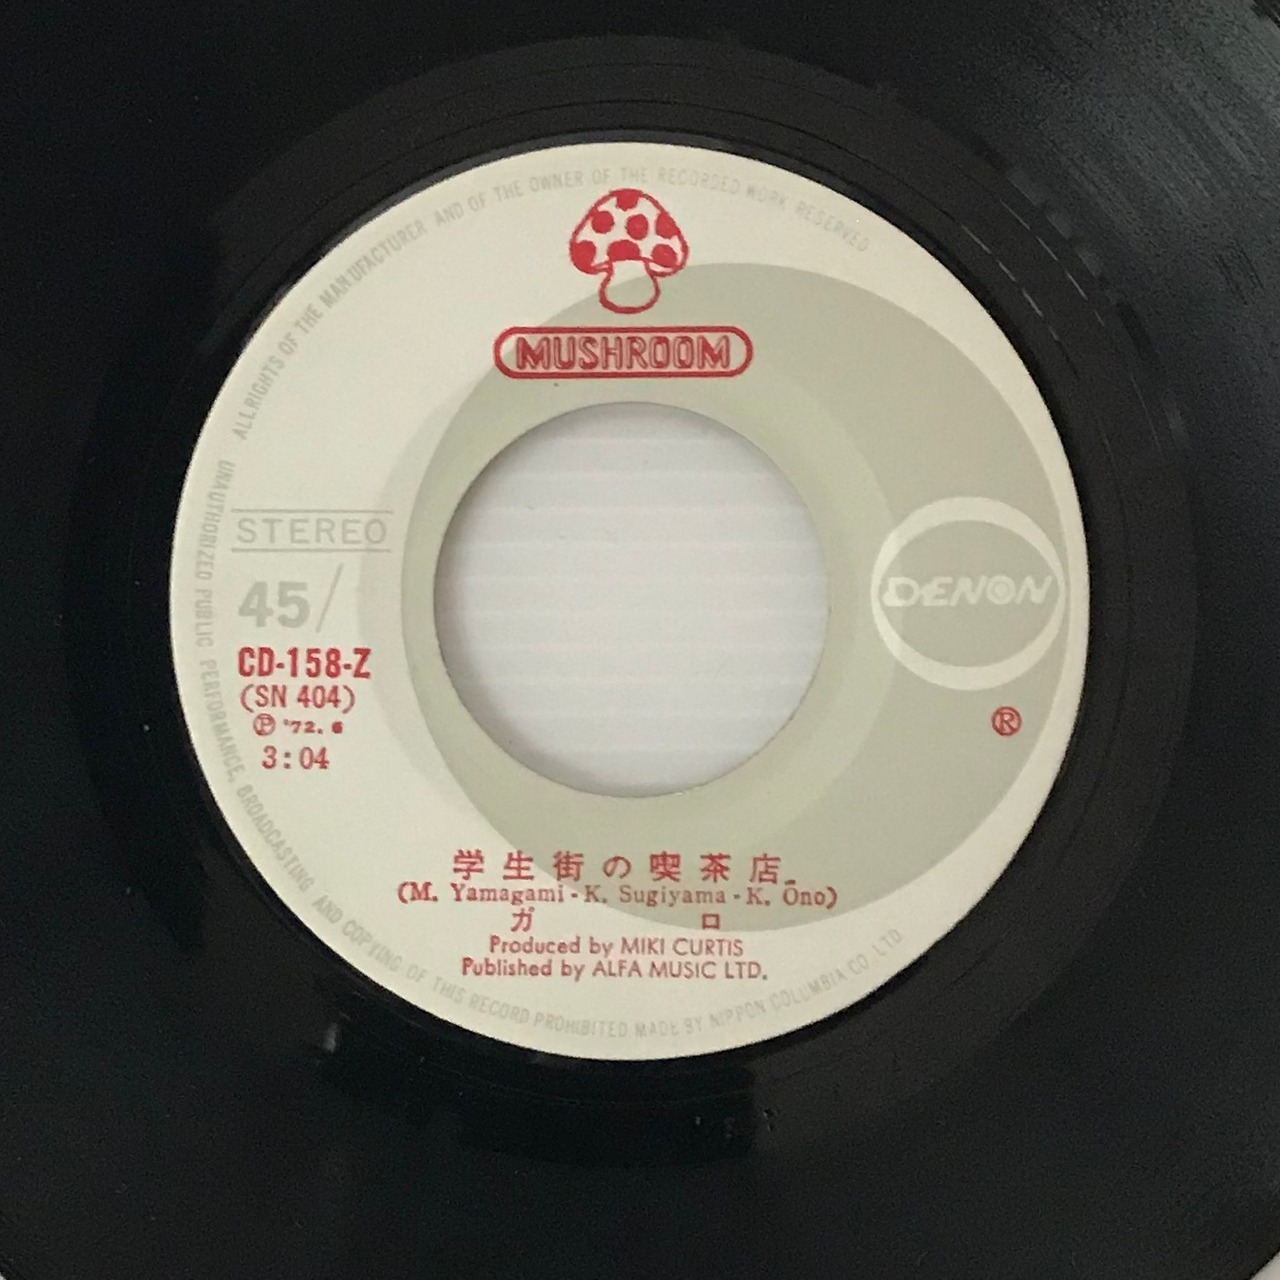 ALL RIGHTS OF THE MANUFACTURER AND OF THE OWNER OF THE RECORDED WORK RESERVED
MUSHROOM
STEREO
45/
DENON
CD-158-Z
(SN 404)
Ⓟ '72. 6
®
3:04
学生街の喫茶店
(M. Yamagami - K. Sugiyama - K. Ōno)
ガロ
Produced by MIKI CURTIS
Published by ALFA MUSIC LTD.
UNAUTHORIZED PUBLIC PERFORMANCE, BROADCASTING AND COPYING OF THIS RECORD PROHIBITED MADE BY NIPPON COLUMBIA CO. LTD.